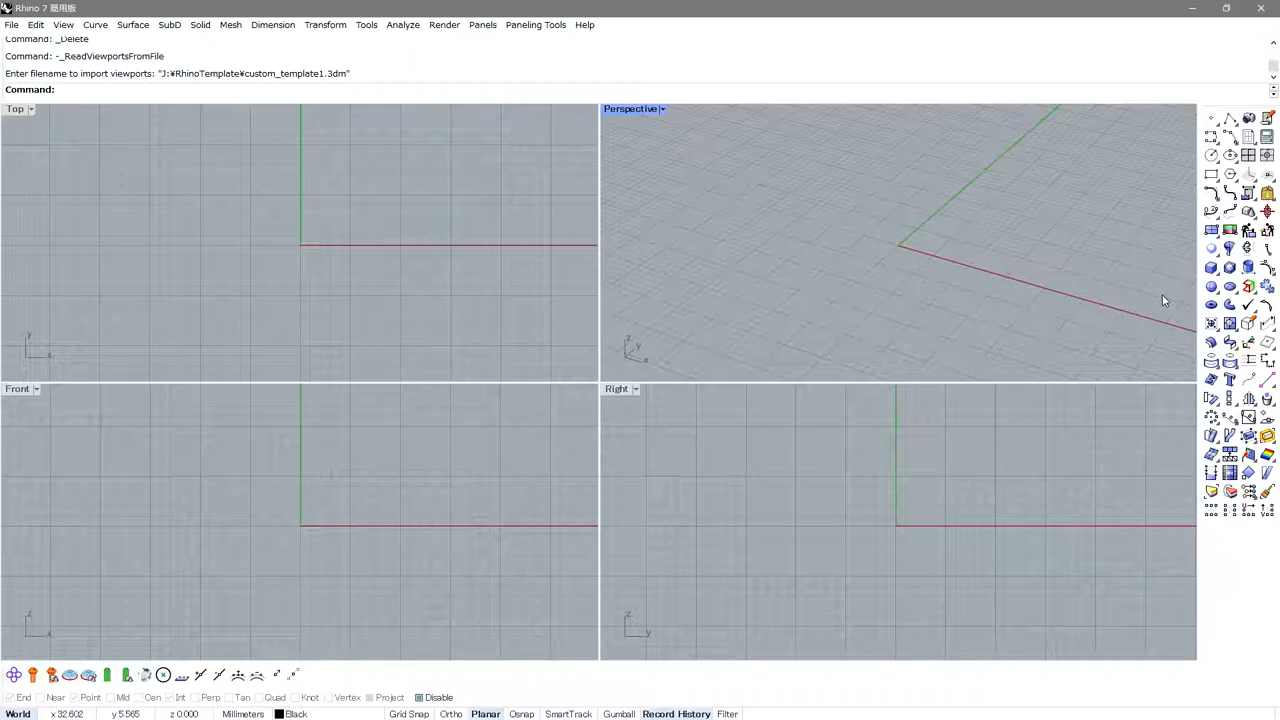 Rhino 7 商用版
File Edit View Curve Surface SubD Solid Mesh Dimension Transform Tools Analyze Render Panels Paneling Tools Help
Command: _Delete
Command: -_ReadViewportsFromFile
Enter filename to import viewports: "J:¥RhinoTemplate¥custom_template1.3dm"
Command:
Top
Perspective
y
x
z
y
x
Front
Right
z
x
z
y
End Near Point Mid Cen Int Perp Tan Quad Knot Vertex Project Disable
World x 32.602 y 5.565 z 0.000 Millimeters Black Grid Snap Ortho Planar Osnap SmartTrack Gumball Record History Filter